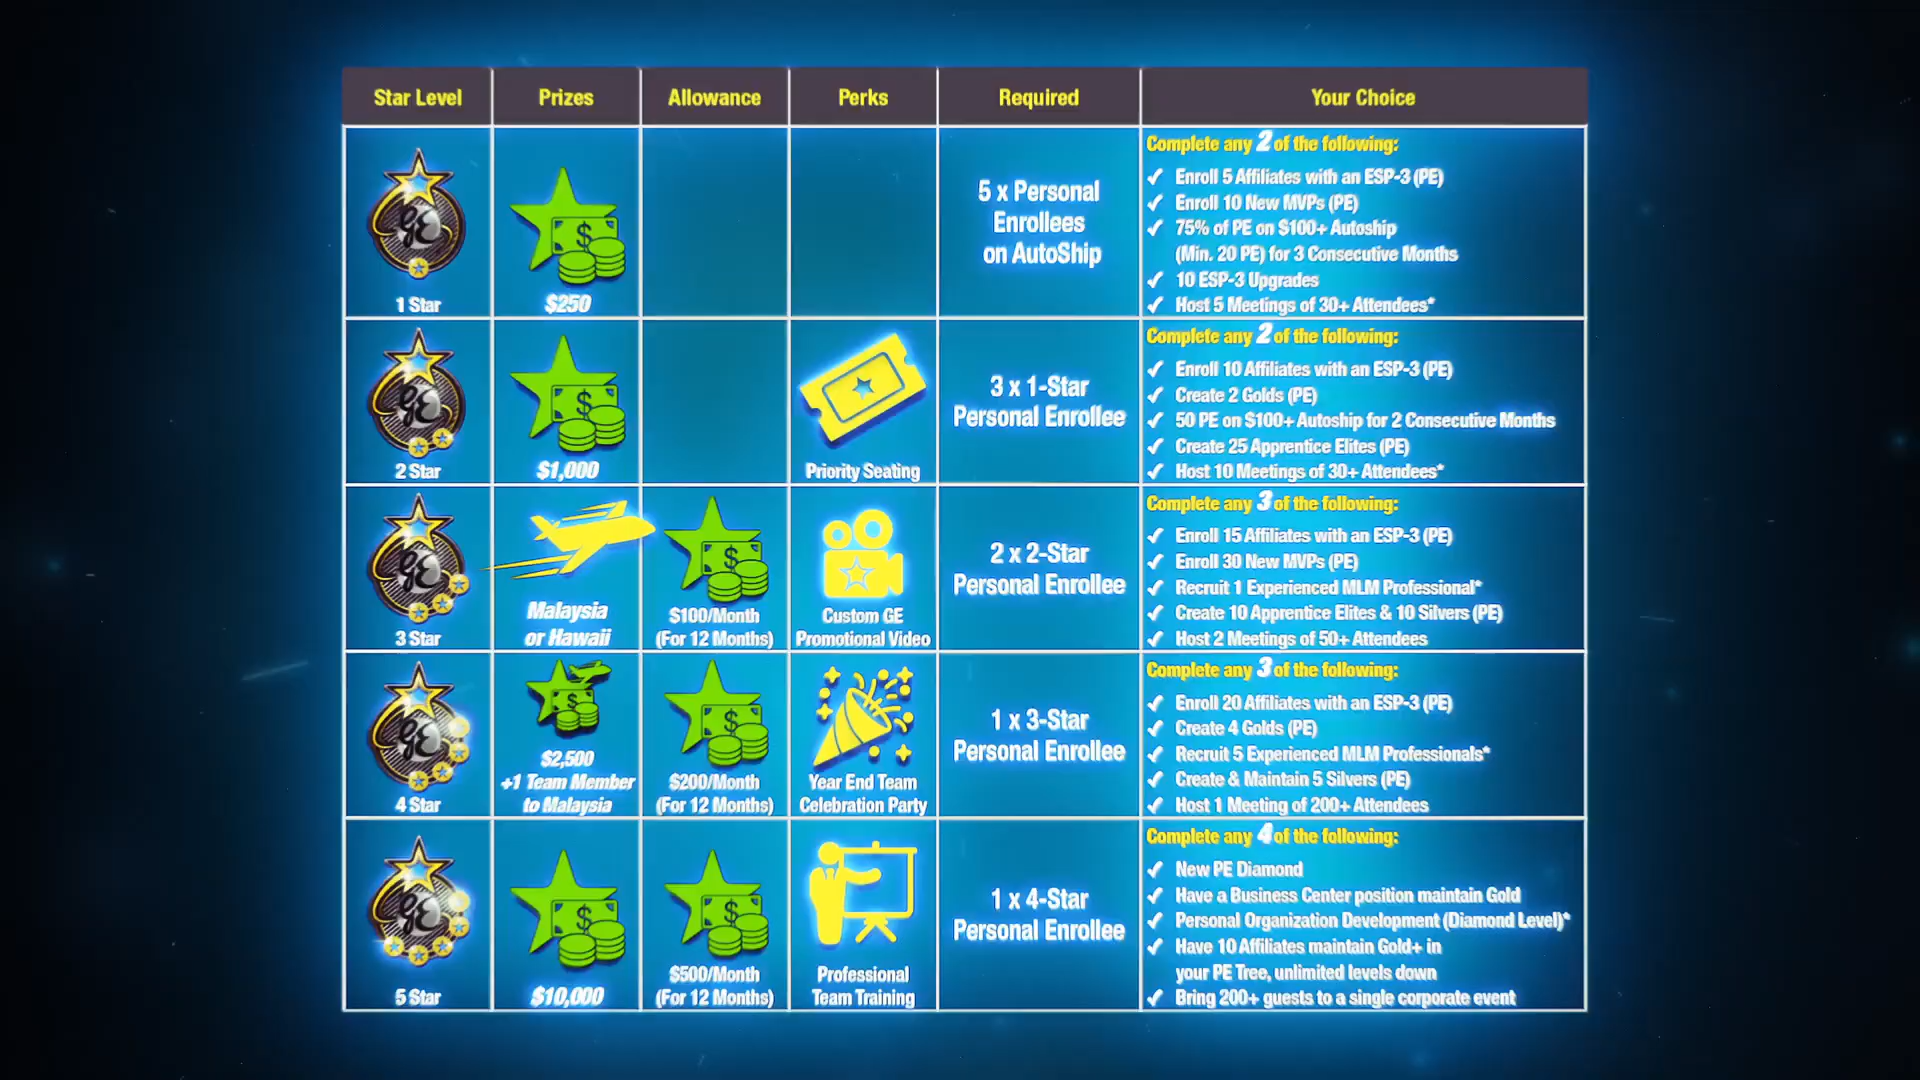 Star Level
Prizes
Allowance
Perks
Required
Your Choice
1 Star
$250
5 x Personal
Enrollees
on AutoShip
Complete any 2 of the following:
✓ Enroll 5 Affiliates with an ESP-3 (PE)
✓ Enroll 10 New MVPs (PE)
✓ 75% of PE on $100+ Autoship
(Min. 20 PE) for 3 Consecutive Months
✓ 10 ESP-3 Upgrades
✓ Host 5 Meetings of 30+ Attendees*
2 Star
$1,000
Priority Seating
3 x 1-Star
Personal Enrollee
Complete any 2 of the following:
✓ Enroll 10 Affiliates with an ESP-3 (PE)
✓ Create 2 Golds (PE)
✓ 50 PE on $100+ Autoship for 2 Consecutive Months
✓ Create 25 Apprentice Elites (PE)
✓ Host 10 Meetings of 30+ Attendees*
3 Star
Malaysia
or Hawaii
$100/Month
(For 12 Months)
Custom GE
Promotional Video
2 x 2-Star
Personal Enrollee
Complete any 3 of the following:
✓ Enroll 15 Affiliates with an ESP-3 (PE)
✓ Enroll 30 New MVPs (PE)
✓ Recruit 1 Experienced MLM Professional*
✓ Create 10 Apprentice Elites & 10 Silvers (PE)
✓ Host 2 Meetings of 50+ Attendees
4 Star
$2,500
+1 Team Member
to Malaysia
$200/Month
(For 12 Months)
Year End Team
Celebration Party
1 x 3-Star
Personal Enrollee
Complete any 3 of the following:
✓ Enroll 20 Affiliates with an ESP-3 (PE)
✓ Create 4 Golds (PE)
✓ Recruit 5 Experienced MLM Professionals*
✓ Create & Maintain 5 Silvers (PE)
✓ Host 1 Meeting of 200+ Attendees
5 Star
$10,000
$500/Month
(For 12 Months)
Professional
Team Training
1 x 4-Star
Personal Enrollee
Complete any 4 of the following:
✓ New PE Diamond
✓ Have a Business Center position maintain Gold
✓ Personal Organization Development (Diamond Level)*
✓ Have 10 Affiliates maintain Gold+ in
your PE Tree, unlimited levels down
✓ Bring 200+ guests to a single corporate event